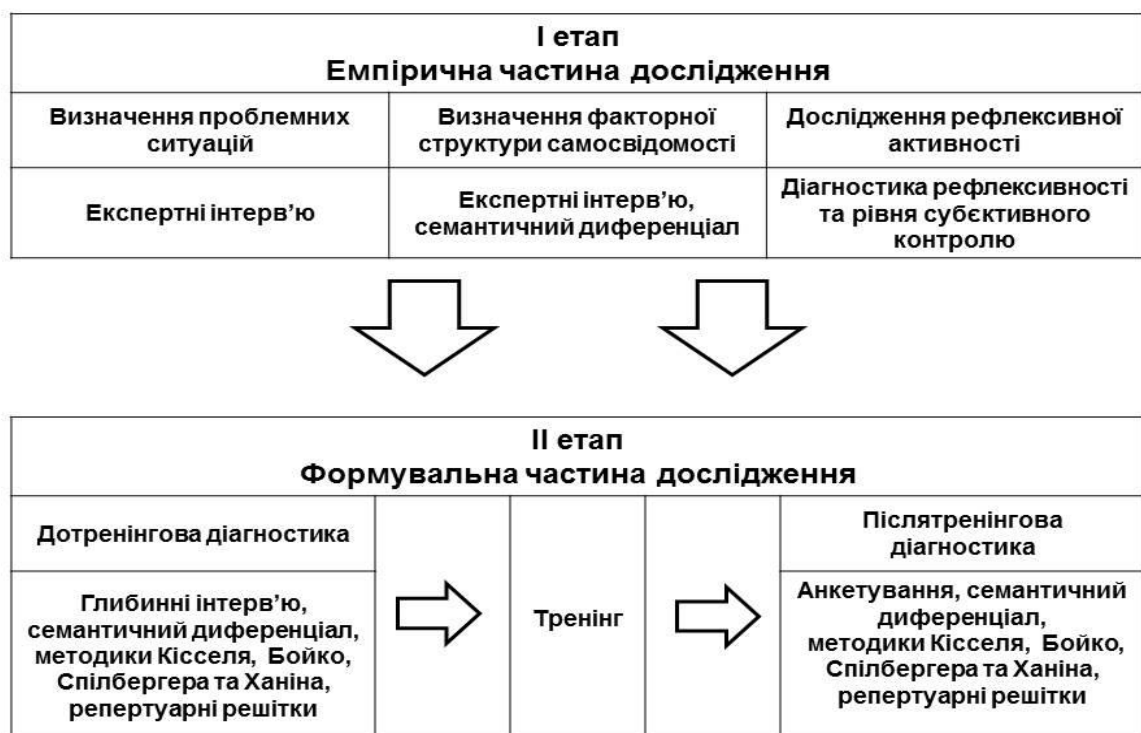 І етап
Емпірична частина дослідження
Визначення проблемних
ситуацій
Визначення факторної
структури самосвідомості
Дослідження рефлексивної
активності
Експертні інтерв’ю
Експертні інтерв’ю,
семантичний диференціал
Діагностика рефлексивності
та рівня субєктивного
контролю
ІІ етап
Формувальна частина дослідження
Дотренінгова діагностика
Глибинні інтерв’ю,
семантичний диференціал,
методики Кісселя, Бойко,
Спілбергера та Ханіна,
репертуарні решітки
Тренінг
Післятренінгова
діагностика
Анкетування, семантичний
диференціал,
методики Кісселя, Бойко,
Спілбергера та Ханіна,
репертуарні решітки